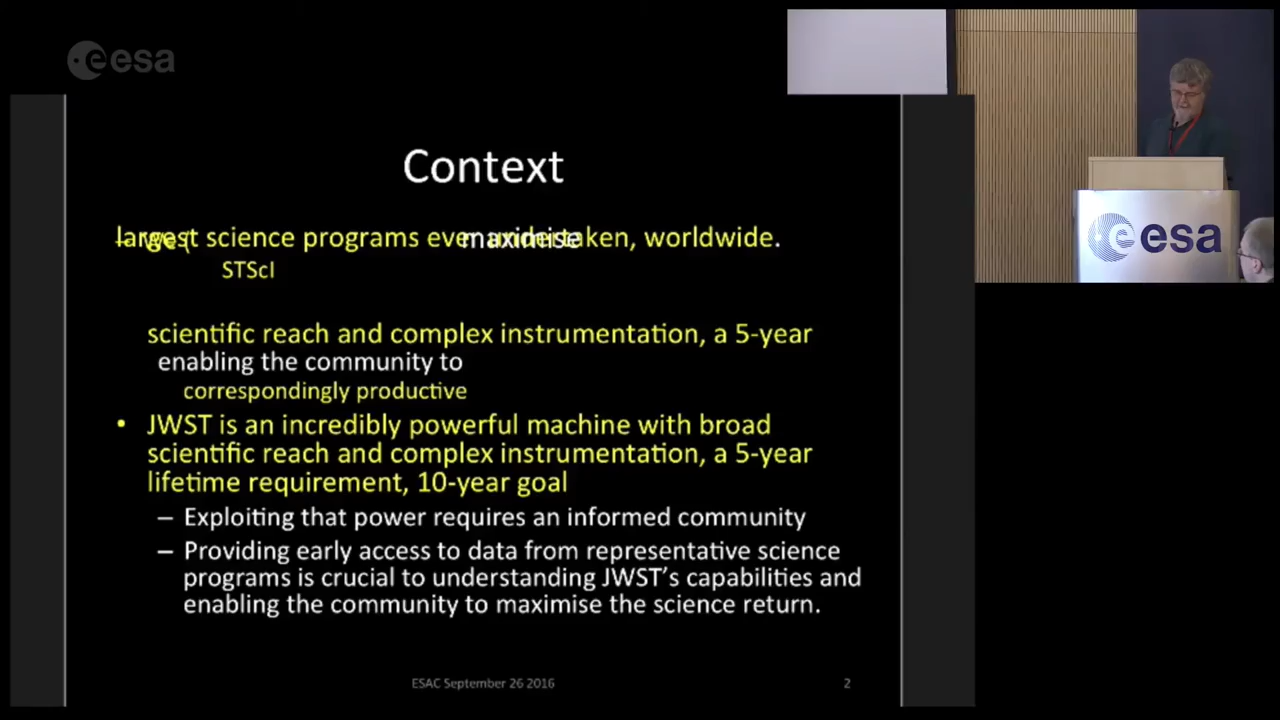 esa
Context
largest science programs ever undertaken, worldwide.
maximise
STScI
scientific reach and complex instrumentation, a 5-year
enabling the community to
correspondingly productive
• JWST is an incredibly powerful machine with broad
scientific reach and complex instrumentation, a 5-year
lifetime requirement, 10-year goal
– Exploiting that power requires an informed community
– Providing early access to data from representative science
programs is crucial to understanding JWST’s capabilities and
enabling the community to maximise the science return.
ESAC September 26 2016
2
esa